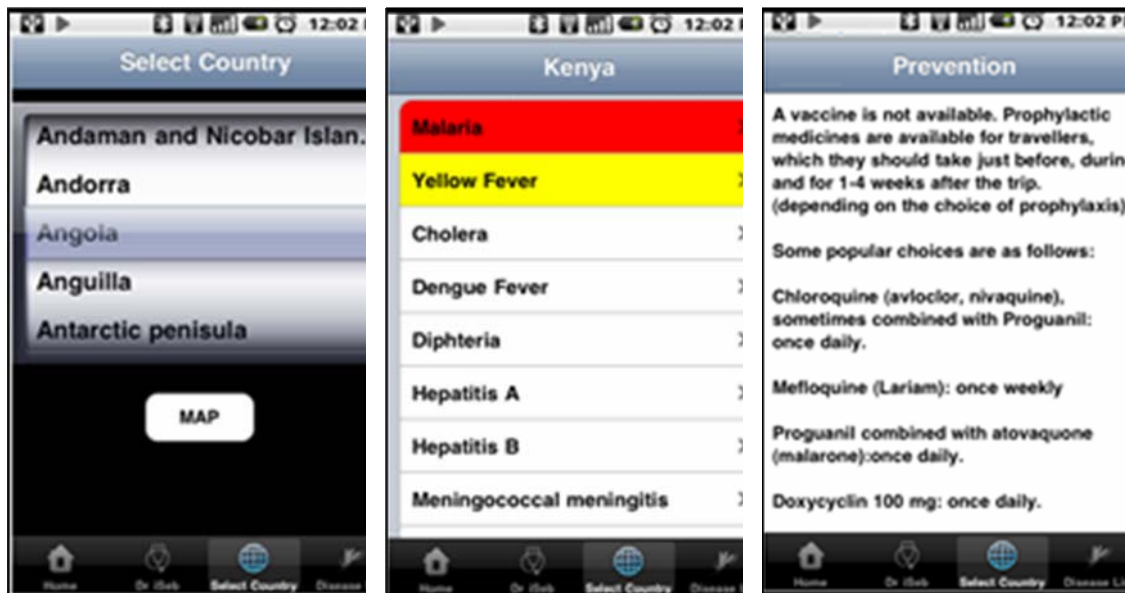 12:02
Select Country
Andaman and Nicobar Islan.
Andorra
Angola
Anguilla
Antarctic penisula
MAP
Home
Dr iSeb
Select Country
Disease
12:02
Kenya
Malaria
Yellow Fever
Cholera
Dengue Fever
Diphteria
Hepatitis A
Hepatitis B
Meningococcal meningitis
Home
Dr iSeb
Select Country
Disease
12:02 P
Prevention
A vaccine is not available. Prophylactic
medicines are available for travellers,
which they should take just before, durin
and for 1-4 weeks after the trip.
(depending on the choice of prophylaxis)
Some popular choices are as follows:
Chloroquine (avloclor, nivaquine),
sometimes combined with Proguanil:
once daily.
Mefloquine (Lariam): once weekly
Proguanil combined with atovaquone
(malarone):once daily.
Doxycyclin 100 mg: once daily.
Home
Dr iSeb
Select Country
Disease Li